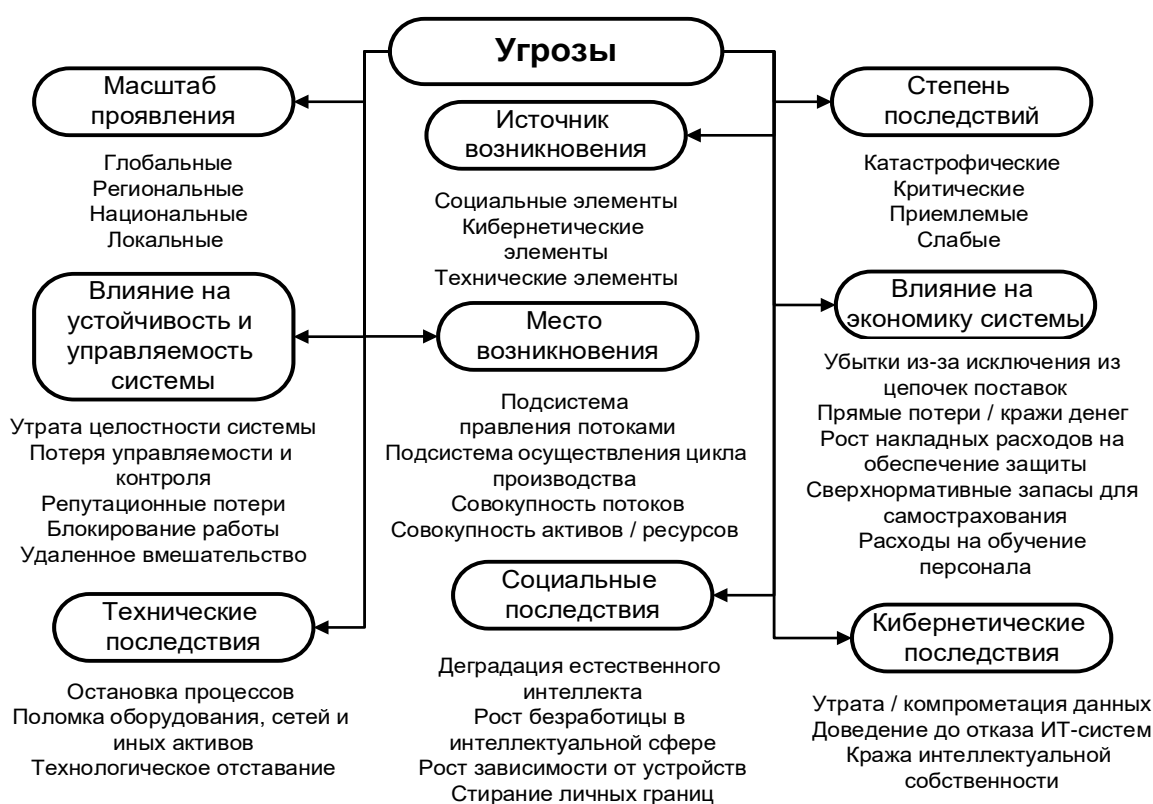 Угрозы
Масштаб
проявления
Глобальные
Региональные
Национальные
Локальные
Источник
возникновения
Социальные элементы
Кибернетические
элементы
Технические элементы
Степень
последствий
Катастрофические
Критические
Приемлемые
Слабые
Влияние на
устойчивость и
управляемость
системы
Утрата целостности системы
Потеря управляемости и
контроля
Репутационные потери
Блокирование работы
Удаленное вмешательство
Место
возникновения
Подсистема
правления потоками
Подсистема осуществления цикла
производства
Совокупность потоков
Совокупность активов / ресурсов
Влияние на
экономику системы
Убытки из-за исключения из
цепочек поставок
Прямые потери / кражи денег
Рост накладных расходов на
обеспечение защиты
Сверхнормативные запасы для
самострахования
Расходы на обучение
персонала
Технические
последствия
Остановка процессов
Поломка оборудования, сетей и
иных активов
Технологическое отставание
Социальные
последствия
Деградация естественного
интеллекта
Рост безработицы в
интеллектуальной сфере
Рост зависимости от устройств
Стирание личных границ
Кибернетические
последствия
Утрата / компрометация данных
Доведение до отказа ИТ-систем
Кража интеллектуальной
собственности